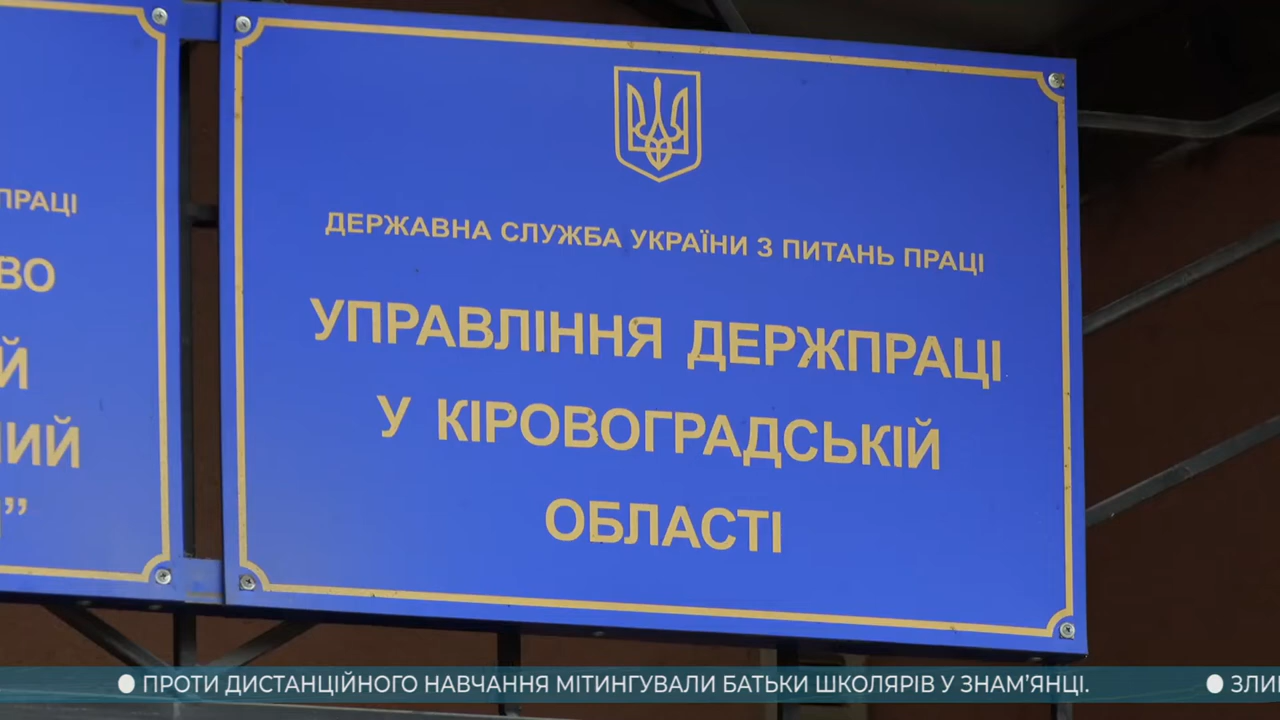 ПРАЦІ
ВО
Й
ИЙ
”
ДЕРЖАВНА СЛУЖБА УКРАЇНИ З ПИТАНЬ ПРАЦІ
УПРАВЛІННЯ ДЕРЖПРАЦІ
У КІРОВОГРАДСЬКІЙ
ОБЛАСТІ
ПРОТИ ДИСТАНЦІЙНОГО НАВЧАННЯ МІТИНГУВАЛИ БАТЬКИ ШКОЛЯРІВ У ЗНАМ’ЯНЦІ.
ЗЛИ